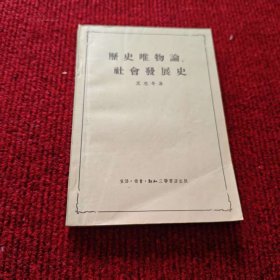 歷史唯物論、
社會發展史
艾思奇著
生活·讀書·新知三聯書店出版